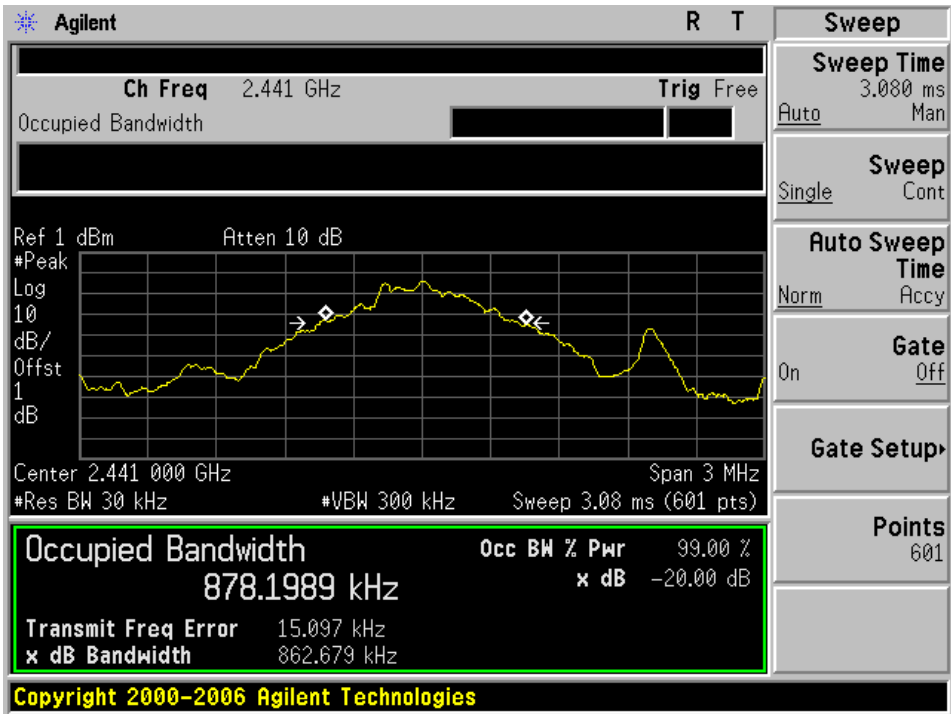 Agilent R T
Ch Freq 2.441 GHz Trig Free
Occupied Bandwidth
Ref 1 dBm Atten 10 dB
#Peak
Log
10
dB/
Offst
1
dB
Center 2.441 000 GHz Span 3 MHz
#Res BW 30 kHz #VBW 300 kHz Sweep 3.08 ms (601 pts)
Occupied Bandwidth
878.1989 kHz
Occ BW % Pwr 99.00 %
x dB -20.00 dB
Transmit Freq Error 15.097 kHz
x dB Bandwidth 862.679 kHz
Copyright 2000-2006 Agilent Technologies
Sweep
Sweep Time
3.080 ms
Auto Man
Sweep
Single Cont
Auto Sweep
Time
Norm Accy
Gate
On Off
Gate Setup
Points
601